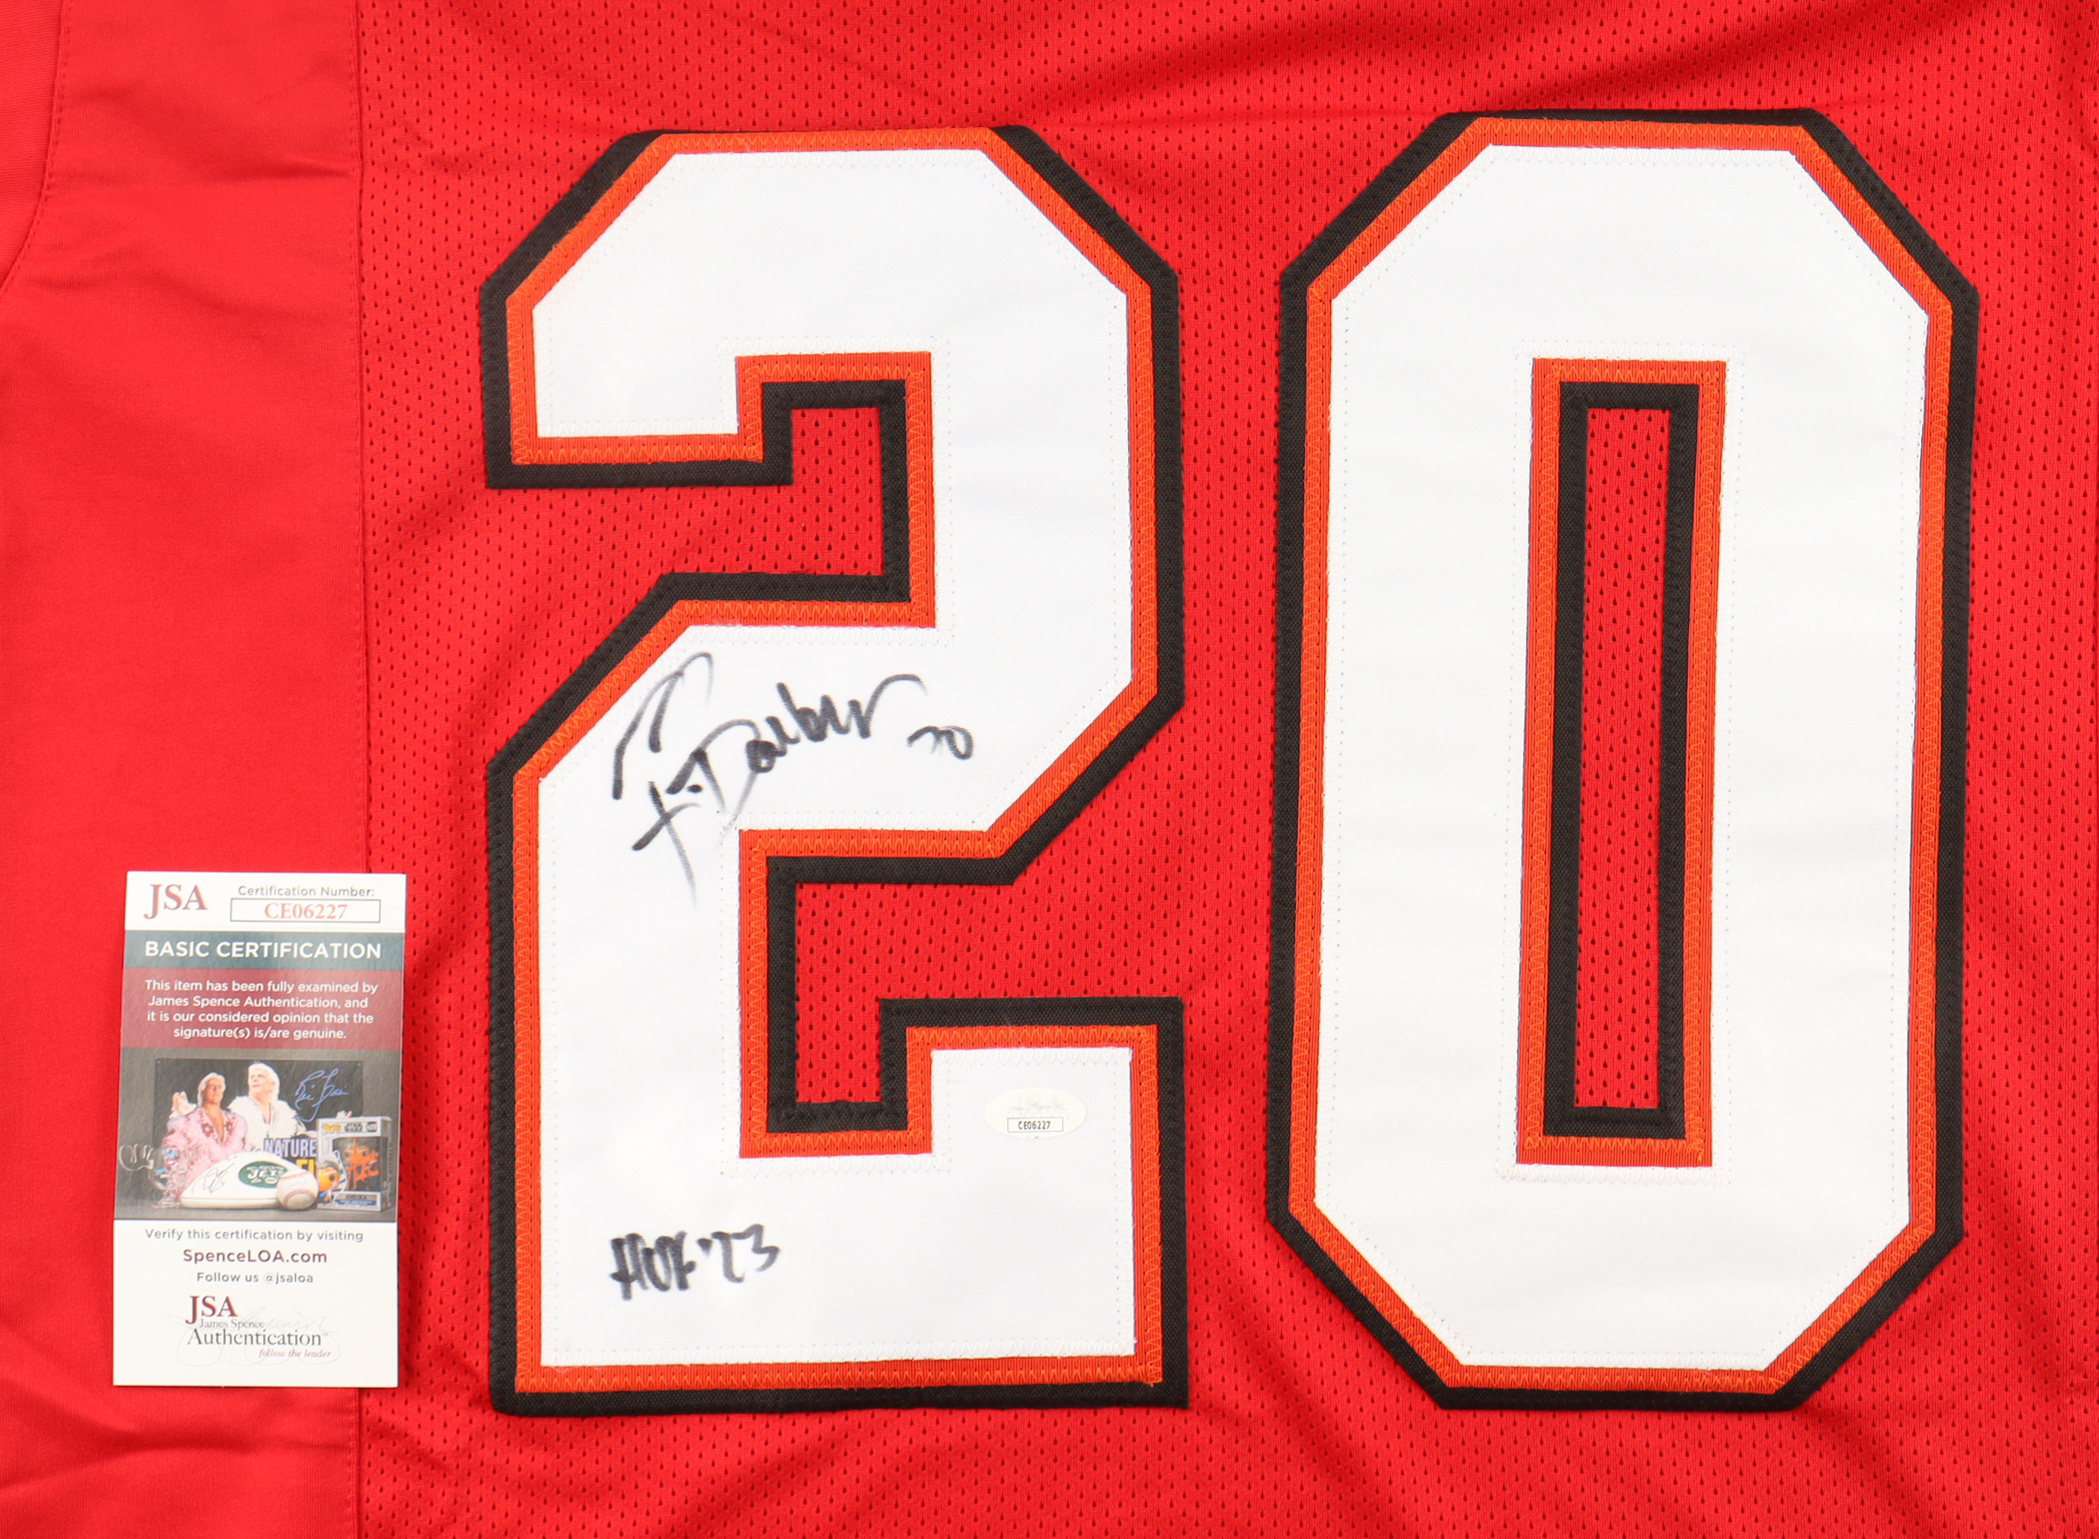 20
R Barber 20
JSA
Certification Number:
CE06227
BASIC CERTIFICATION
This item has been fully examined by
James Spence Authentication, and
it is our considered opinion that the
signature(s) is/are genuine.
NATURE
JETS
Verify this certification by visiting
SpenceLOA.com
Follow us @jsaloa
JSA
James Spence
Authentication
follow the leader
CE06227
HOF '23